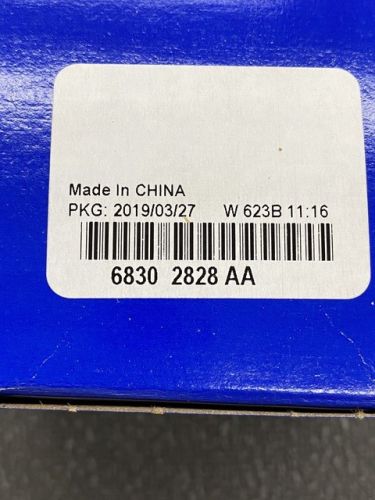 Made In CHINA
PKG: 2019/03/27 W 623B 11:16
6830 2828 AA